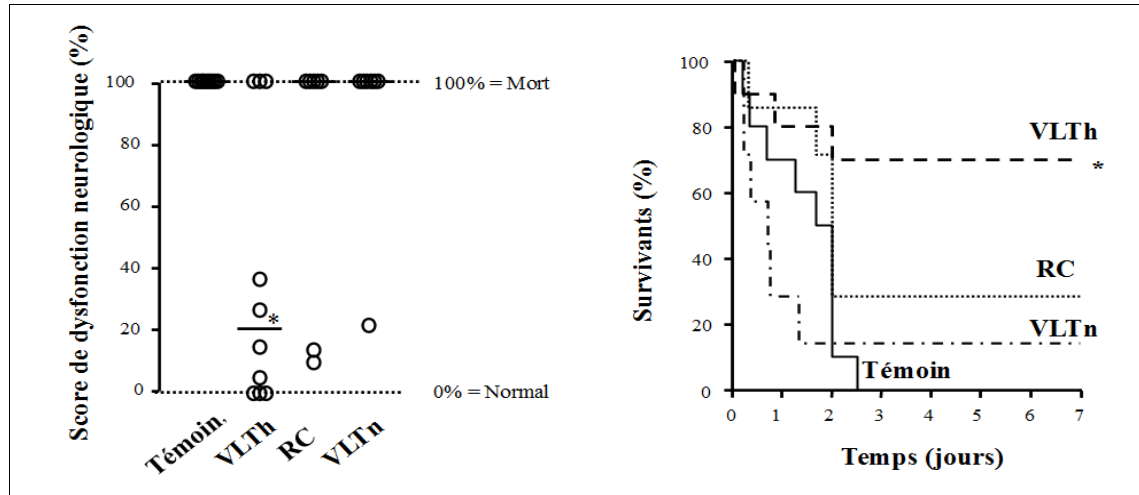 Score de dysfonction neurologique (%)
100
80
60
40
20
0
100% = Mort
0% = Normal
*
Témoin.
VLTh
RC
VLTn
Survivants (%)
100
80
60
40
20
0
VLTh
*
RC
VLTn
Témoin
0 1 2 3 4 5 6 7
Temps (jours)